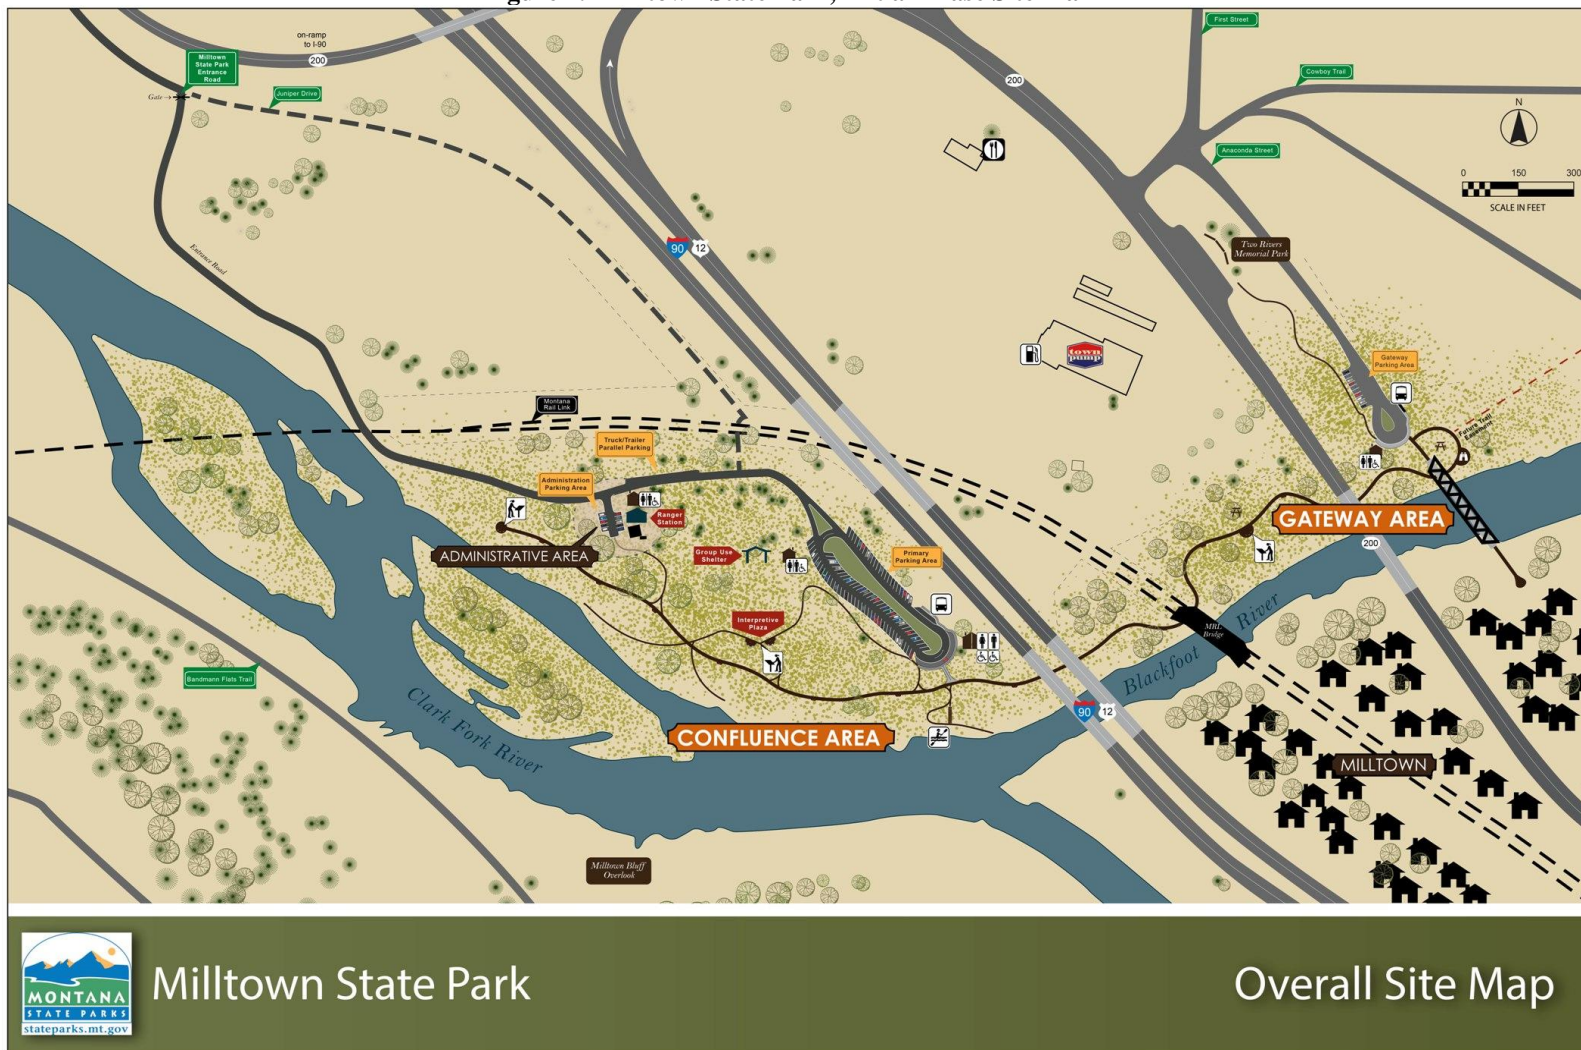 on-ramp
to I-90
200
Milltown
State Park
Entrance
Road
Gate
Juniper Drive
First Street
200
Cowboy Trail
N
Anaconda Street
0 150 300
SCALE IN FEET
Entrance Road
90 12
Two Rivers
Memorial Park
town
pump
Gateway
Parking Area
Montana
Rail Link
Future Trail
Easement
Truck/Trailer
Parallel Parking
Administration
Parking Area
Ranger
Station
GATEWAY AREA
ADMINISTRATIVE AREA
Group Use
Shelter
Primary
Parking Area
200
Interpretive
Plaza
MRL
Bridge
Blackfoot River
Bandmann Flats Trail
Clark Fork River
90 12
CONFLUENCE AREA
MILLTOWN
Milltown Bluff
Overlook
MONTANA
STATE PARKS
stateparks.mt.gov
Milltown State Park
Overall Site Map